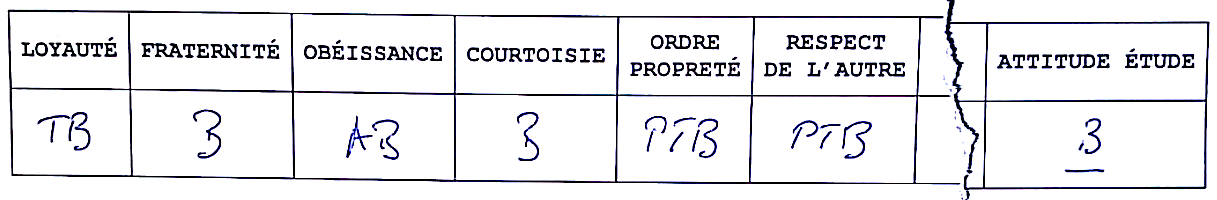 LOYAUTÉ FRATERNITÉ OBÉISSANCE COURTOISIE ORDRE PROPRETÉ RESPECT DE L'AUTRE ATTITUDE ÉTUDE
TB B AB B PTB PTB B